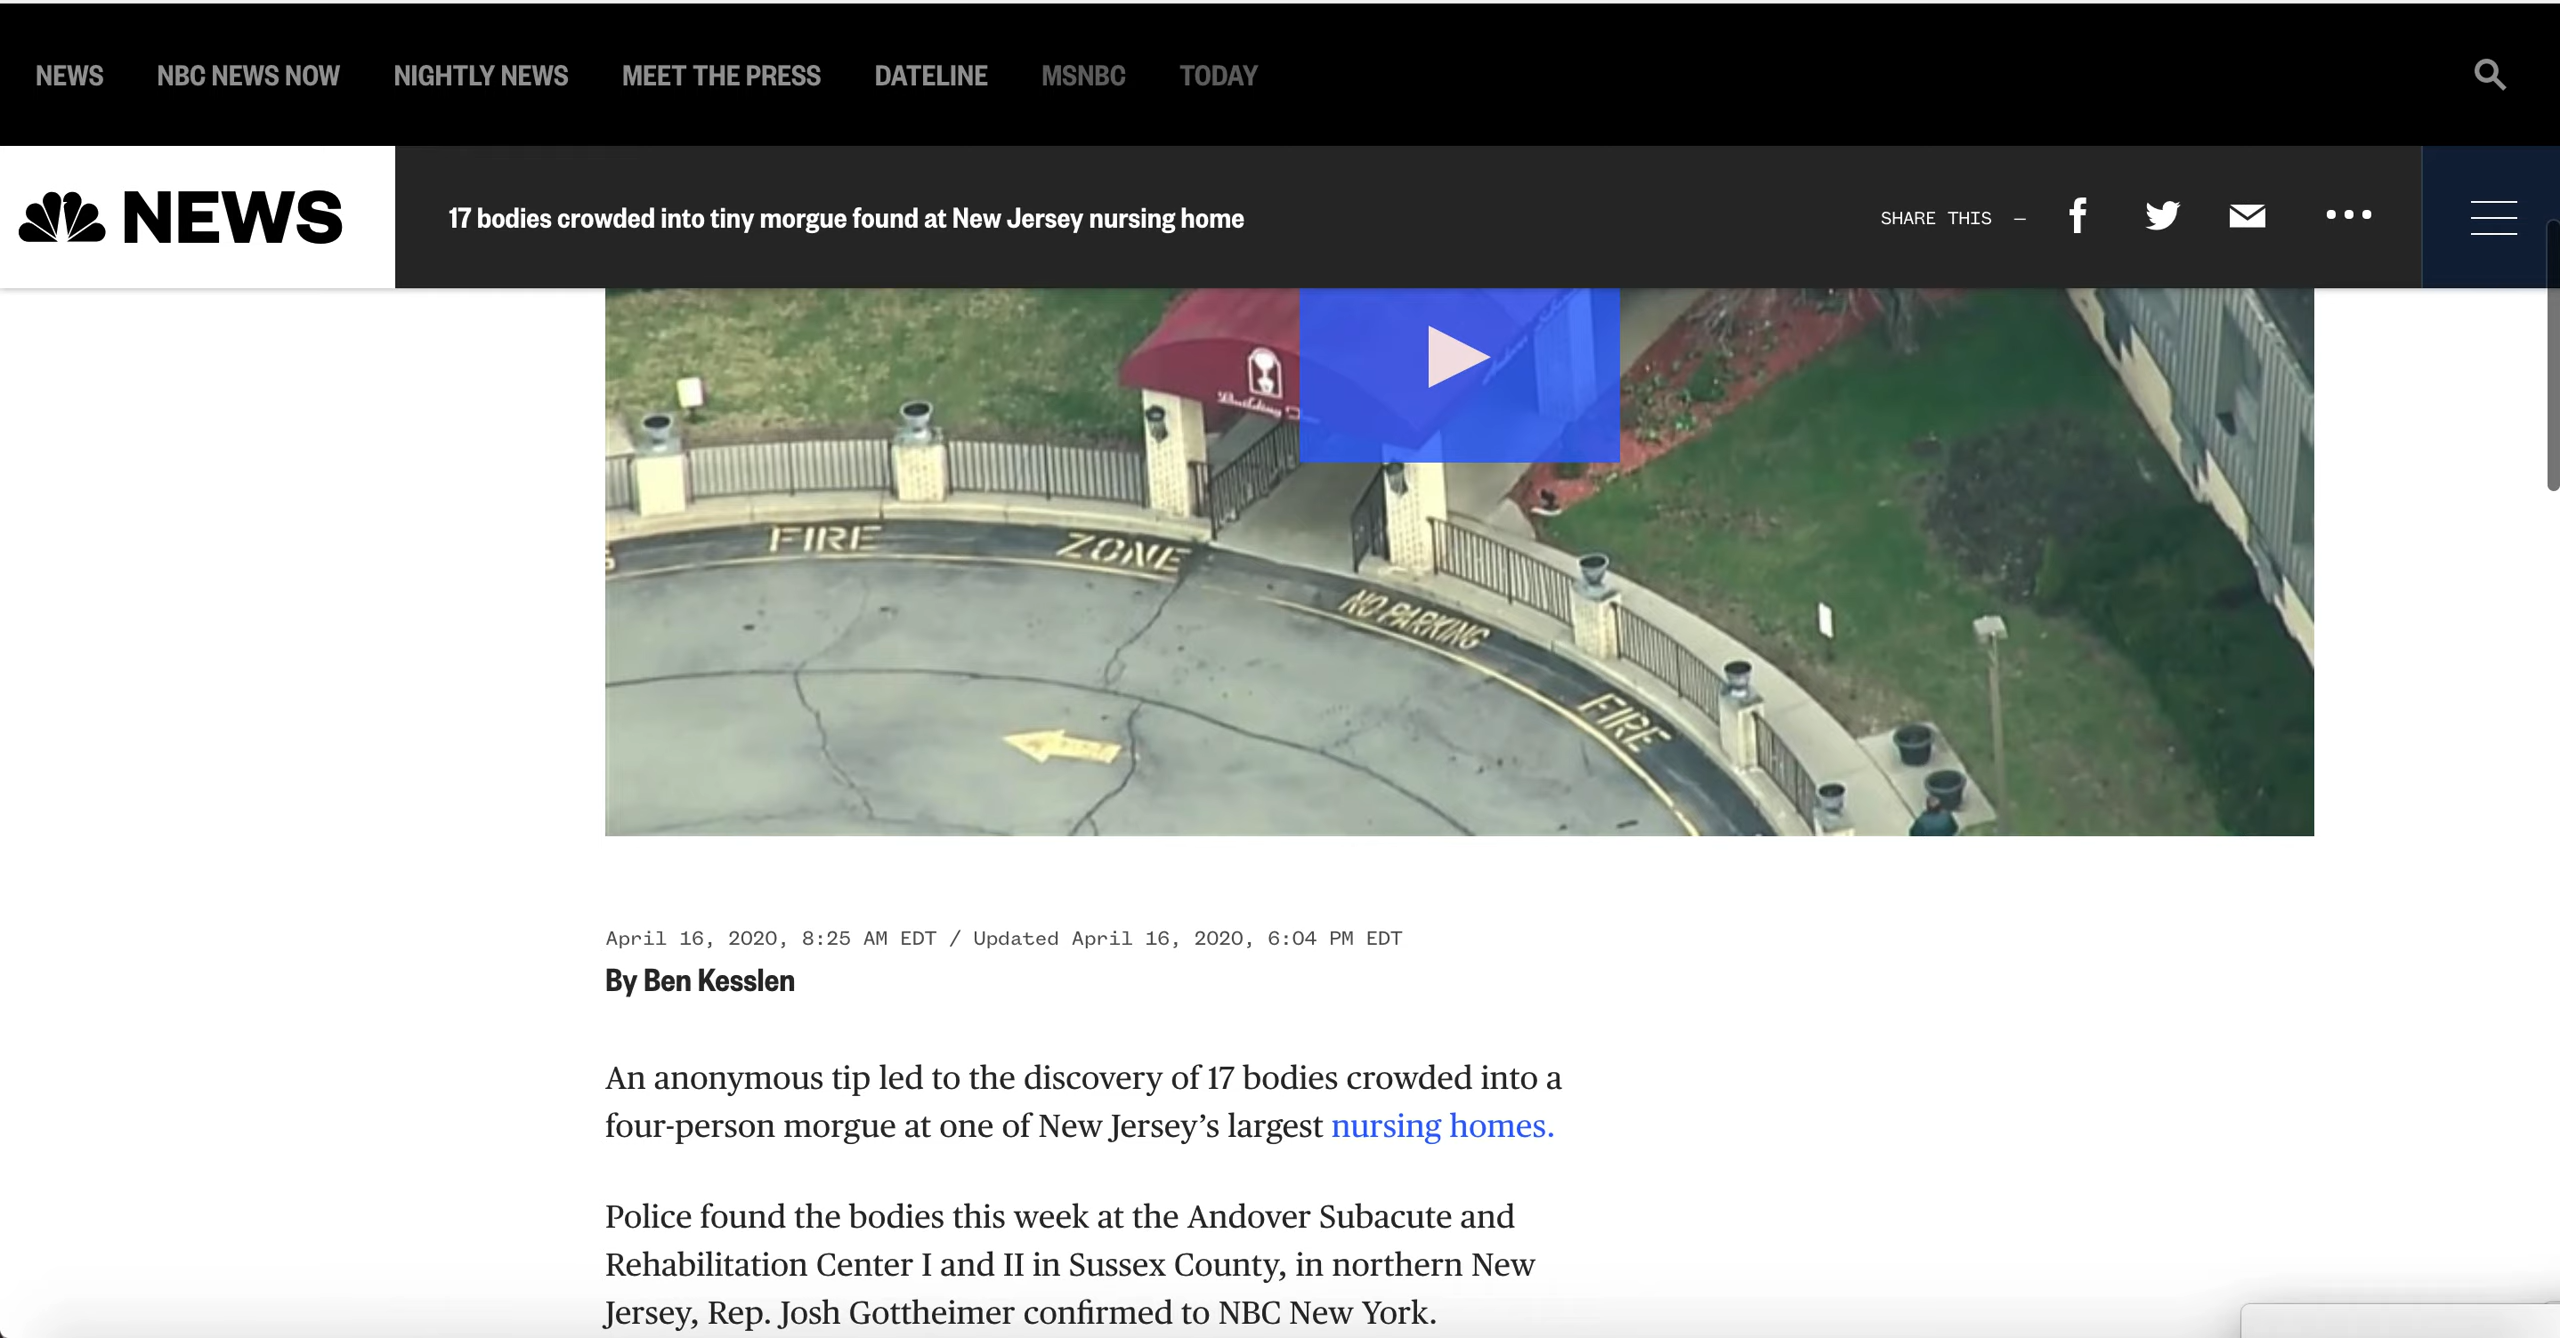 NEWS NBC NEWS NOW NIGHTLY NEWS MEET THE PRESS DATELINE MSNBC TODAY
NEWS 17 bodies crowded into tiny morgue found at New Jersey nursing home SHARE THIS —
Building
FIRE ZONE
NO PARKING
FIRE
April 16, 2020, 8:25 AM EDT / Updated April 16, 2020, 6:04 PM EDT
By Ben Kesslen
An anonymous tip led to the discovery of 17 bodies crowded into a
four-person morgue at one of New Jersey’s largest nursing homes.
Police found the bodies this week at the Andover Subacute and
Rehabilitation Center I and II in Sussex County, in northern New
Jersey, Rep. Josh Gottheimer confirmed to NBC New York.